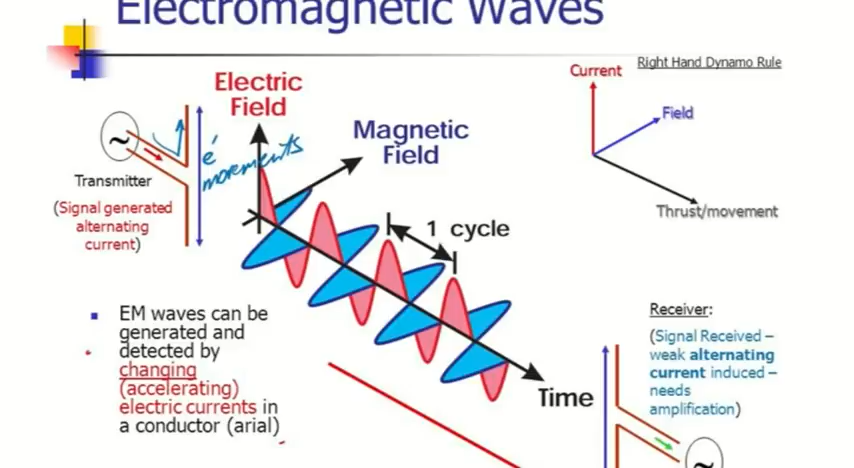 Electromagnetic Waves
Right Hand Dynamo Rule
Current
Field
Thrust/movement
Electric
Field
Magnetic
Field
é
movements
~
Transmitter
(Signal generated
alternating
current)
1 cycle
Time
EM waves can be
generated and
detected by
changing
(accelerating)
electric currents in
a conductor (arial)
Receiver:
(Signal Received –
weak alternating
current induced –
needs
amplification)
~